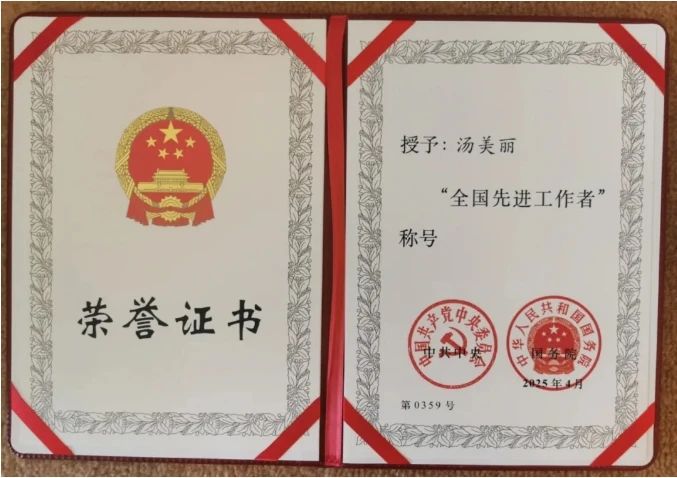 荣誉证书
授予：汤美丽
“全国先进工作者”
称号
中国共产党中央委员会
中共中央
中华人民共和国国务院
国务院
2025年4月
第0359号